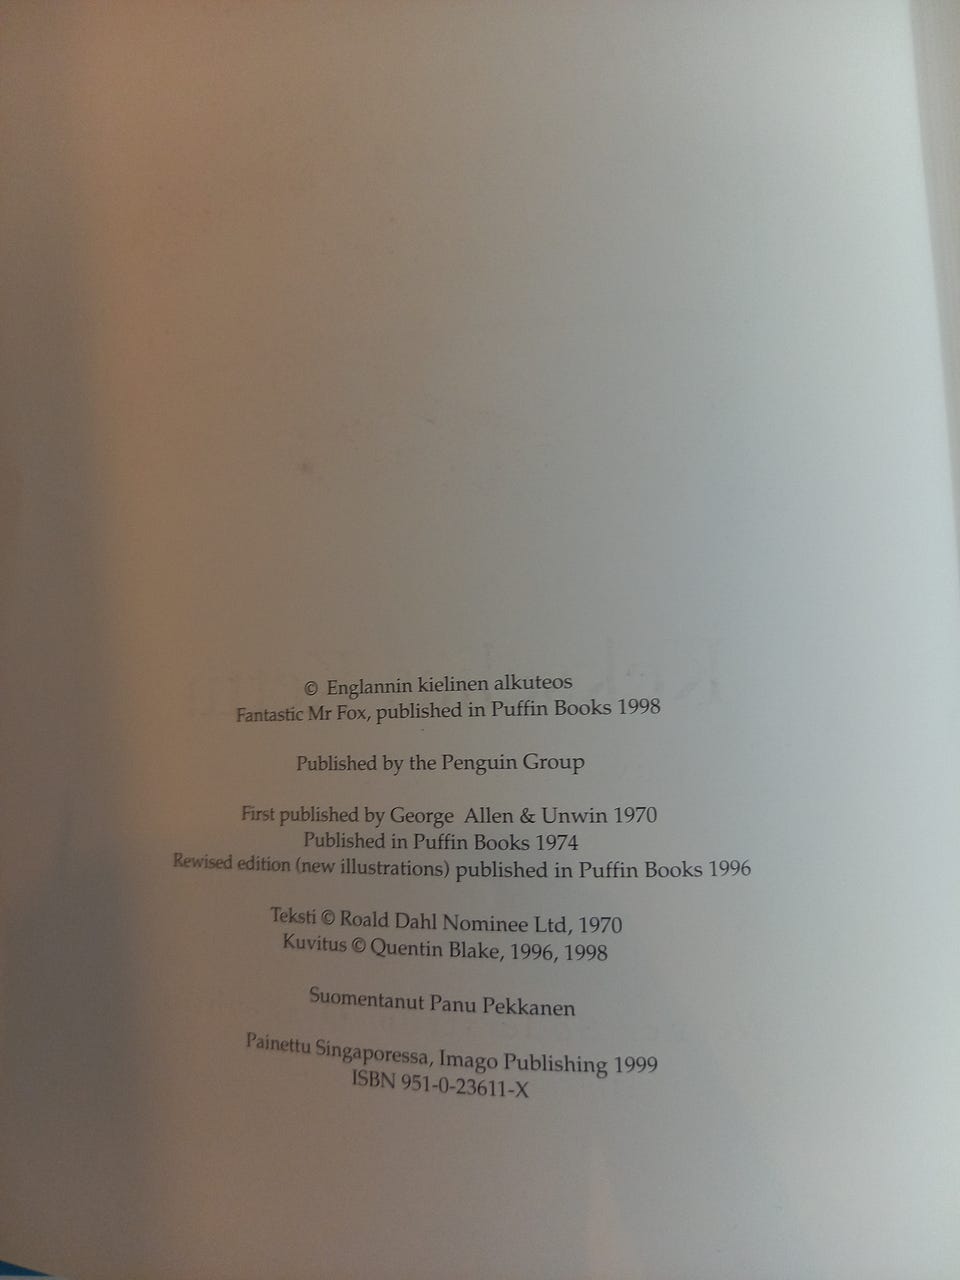 © Englannin kielinen alkuteos
Fantastic Mr Fox, published in Puffin Books 1998
Published by the Penguin Group
First published by George Allen & Unwin 1970
Published in Puffin Books 1974
Rewised edition (new illustrations) published in Puffin Books 1996
Teksti © Roald Dahl Nominee Ltd, 1970
Kuvitus © Quentin Blake, 1996, 1998
Suomentanut Panu Pekkanen
Painettu Singaporessa, Imago Publishing 1999
ISBN 951-0-23611-X